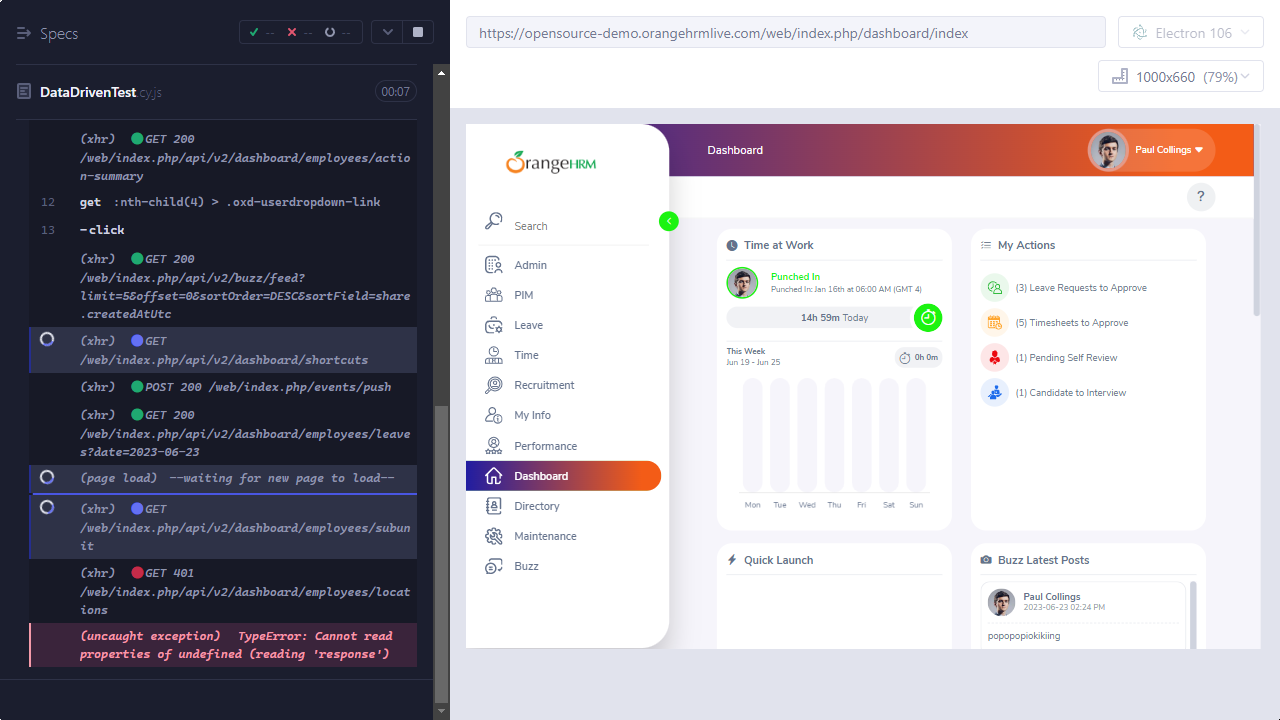 Specs
--
--
--
DataDrivenTest.cy.js
00:07
(xhr) GET 200
/web/index.php/api/v2/dashboard/employees/actio
n-summary
12 get :nth-child(4) > .oxd-userdropdown-link
13 -click
(xhr) GET 200
/web/index.php/api/v2/buzz/feed?
limit=5&offset=0&sortOrder=DESC&sortField=share
.createdAtUtc
(xhr) GET
/web/index.php/api/v2/dashboard/shortcuts
(xhr) POST 200 /web/index.php/events/push
(xhr) GET 200
/web/index.php/api/v2/dashboard/employees/leave
s?date=2023-06-23
(page load) --waiting for new page to load--
(xhr) GET
/web/index.php/api/v2/dashboard/employees/subun
it
(xhr) GET 401
/web/index.php/api/v2/dashboard/employees/locat
ions
(uncaught exception) TypeError: Cannot read
properties of undefined (reading 'response')
https://opensource-demo.orangehrmlive.com/web/index.php/dashboard/index
Electron 106
1000x660 (79%)
OrangeHRM
Search
Admin
PIM
Leave
Time
Recruitment
My Info
Performance
Dashboard
Directory
Maintenance
Buzz
Dashboard
Paul Collings
?
Time at Work
Punched In
Punched In: Jan 16th at 06:00 AM (GMT 4)
14h 59m Today
This Week
Jun 19 - Jun 25
0h 0m
Mon Tue Wed Thu Fri Sat Sun
My Actions
(3) Leave Requests to Approve
(5) Timesheets to Approve
(1) Pending Self Review
(1) Candidate to Interview
Quick Launch
Buzz Latest Posts
Paul Collings
2023-06-23 02:24 PM
popopopiokikiing